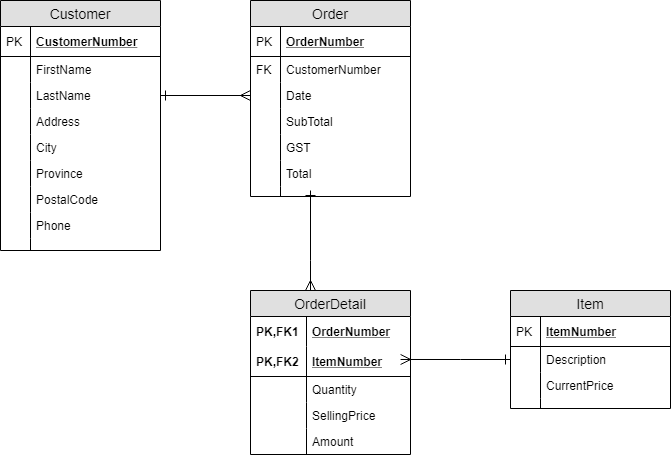 Customer
PK CustomerNumber
FirstName
LastName
Address
City
Province
PostalCode
Phone
Order
PK OrderNumber
FK CustomerNumber
Date
SubTotal
GST
Total
OrderDetail
PK,FK1 OrderNumber
PK,FK2 ItemNumber
Quantity
SellingPrice
Amount
Item
PK ItemNumber
Description
CurrentPrice